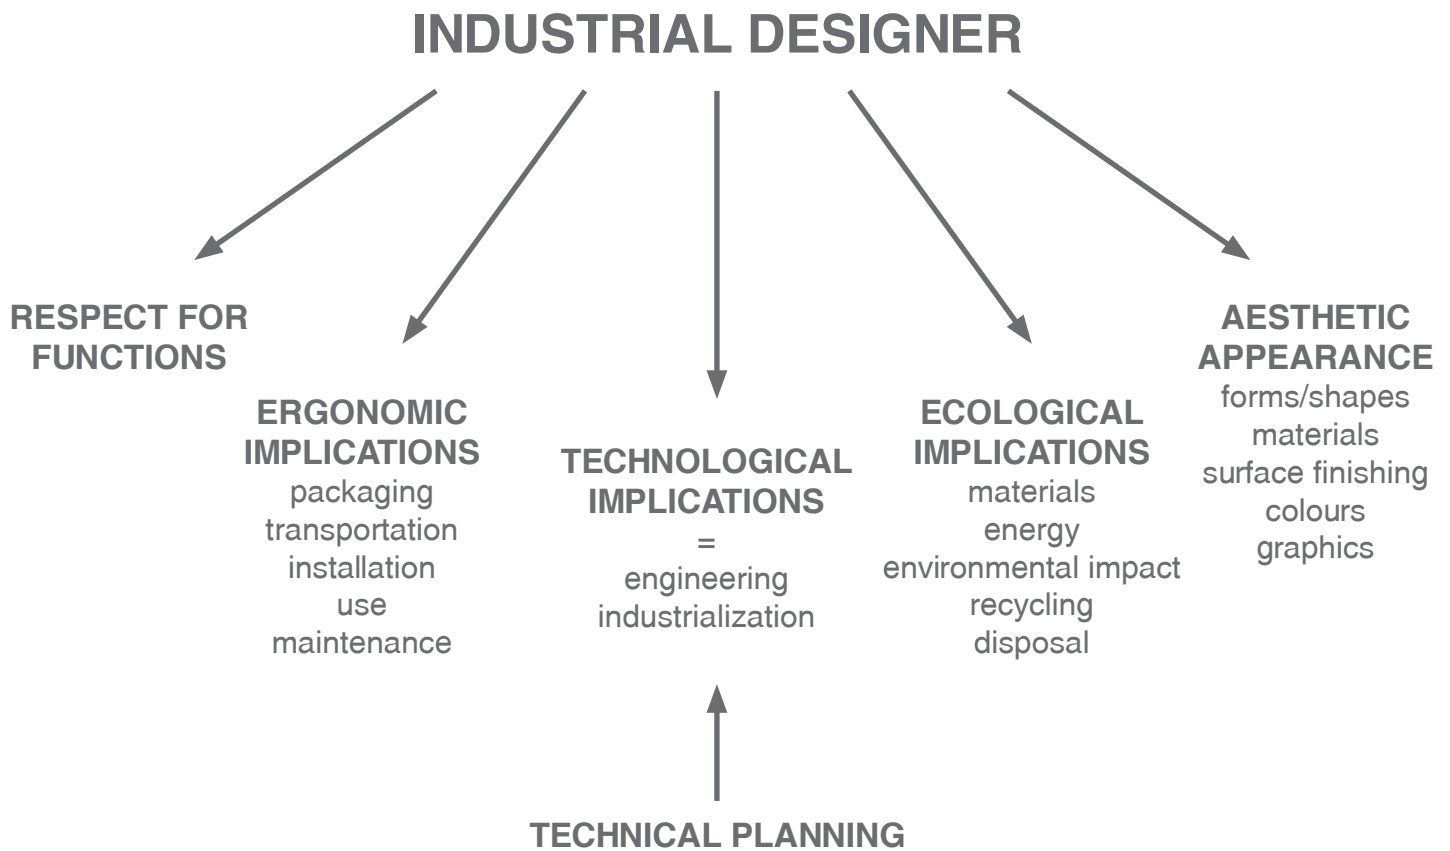 INDUSTRIAL DESIGNER
RESPECT FOR
FUNCTIONS
ERGONOMIC
IMPLICATIONS
packaging
transportation
installation
use
maintenance
TECHNOLOGICAL
IMPLICATIONS
=
engineering
industrialization
ECOLOGICAL
IMPLICATIONS
materials
energy
environmental impact
recycling
disposal
AESTHETIC
APPEARANCE
forms/shapes
materials
surface finishing
colours
graphics
TECHNICAL PLANNING